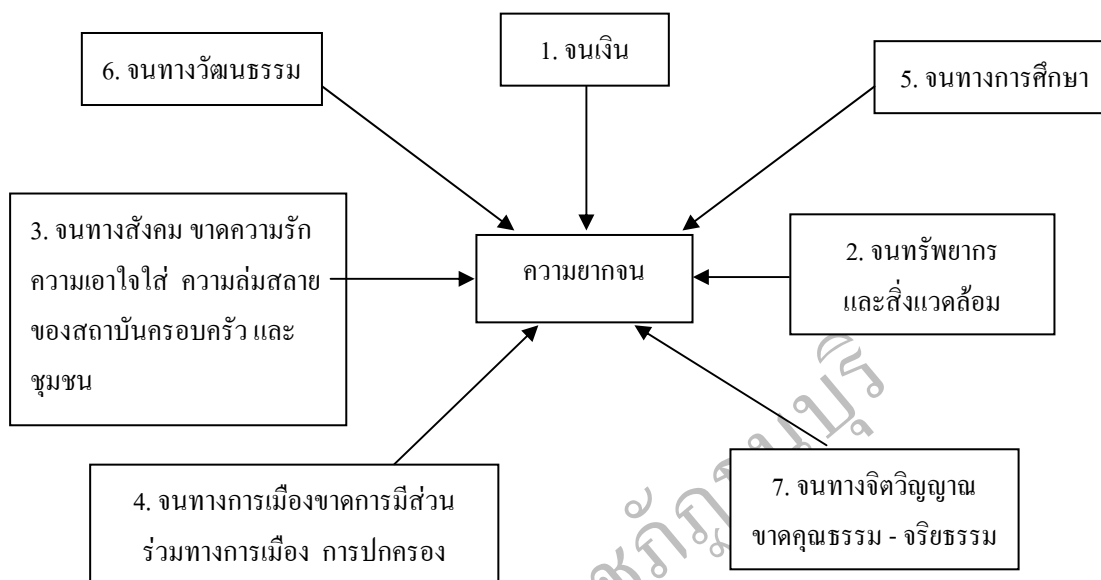 1. จนเงิน
6. จนทางวัฒนธรรม
5. จนทางการศึกษา
3. จนทางสังคม ขาดความรัก
ความเอาใจใส่ ความล่มสลาย
ของสถาบันครอบครัว และ
ชุมชน
ความยากจน
2. จนทรัพยากร
และสิ่งแวดล้อม
4. จนทางการเมืองขาดการมีส่วน
ร่วมทางการเมือง การปกครอง
7. จนทางจิตวิญญาณ
ขาดคุณธรรม - จริยธรรม